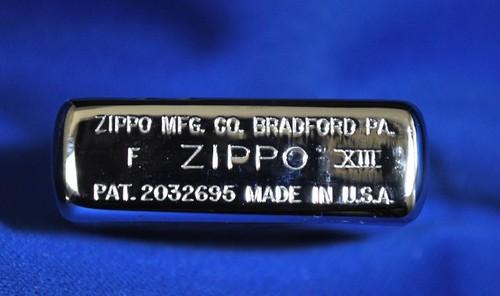 ZIPPO MFG. CO. BRADFORD PA.
F ZIPPO XIII
PAT. 2032695 MADE IN U.S.A.